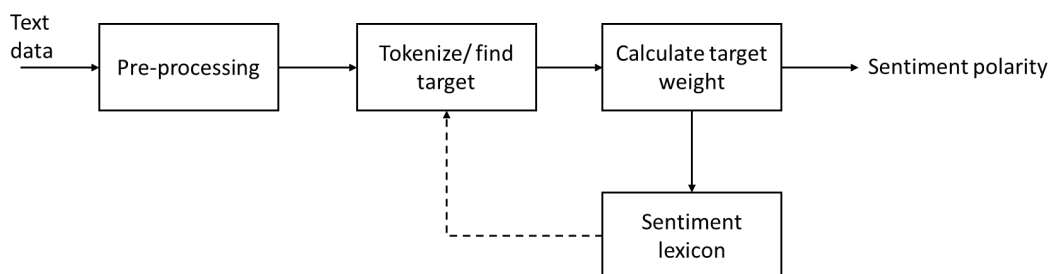 Text
data
Pre-processing
Tokenize/ find
target
Calculate target
weight
Sentiment polarity
Sentiment
lexicon